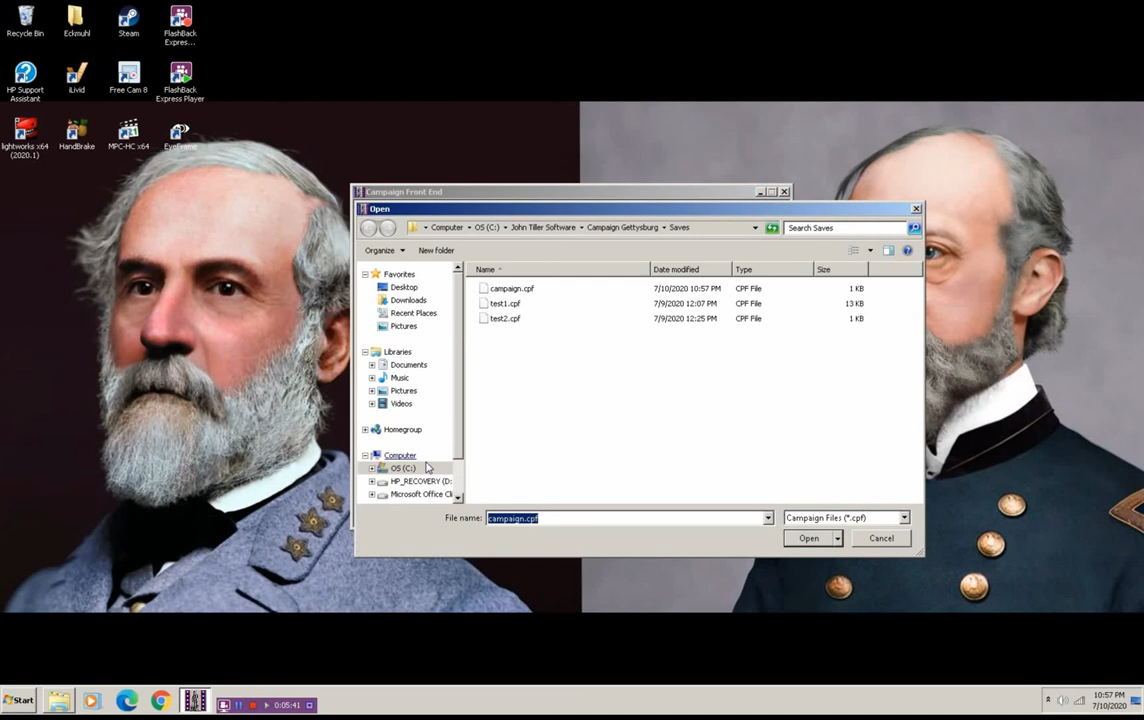 Recycle Bin
Eckmuhl
Steam
FlashBack
Express...
HP Support
Assistant
iLivid
Free Cam 8
FlashBack
Express Player
lightworks x64
(2020.1)
HandBrake
MPC-HC x64
EyeFrame
Campaign Front End
Open
Computer
OS (C:)
John Tiller Software
Campaign Gettysburg
Saves
Search Saves
Organize
New folder
Favorites
Desktop
Downloads
Recent Places
Pictures
Libraries
Documents
Music
Pictures
Videos
Homegroup
Computer
OS (C:)
HP_RECOVERY (D:
Microsoft Office Cli
Name Date modified Type Size
campaign.cpf 7/10/2020 10:57 PM CPF File 1 KB
test1.cpf 7/9/2020 12:07 PM CPF File 13 KB
test2.cpf 7/9/2020 12:25 PM CPF File 1 KB
File name: campaign.cpf Campaign Files (*.cpf)
Open Cancel
Start
0:05:41
10:57 PM
7/10/2020